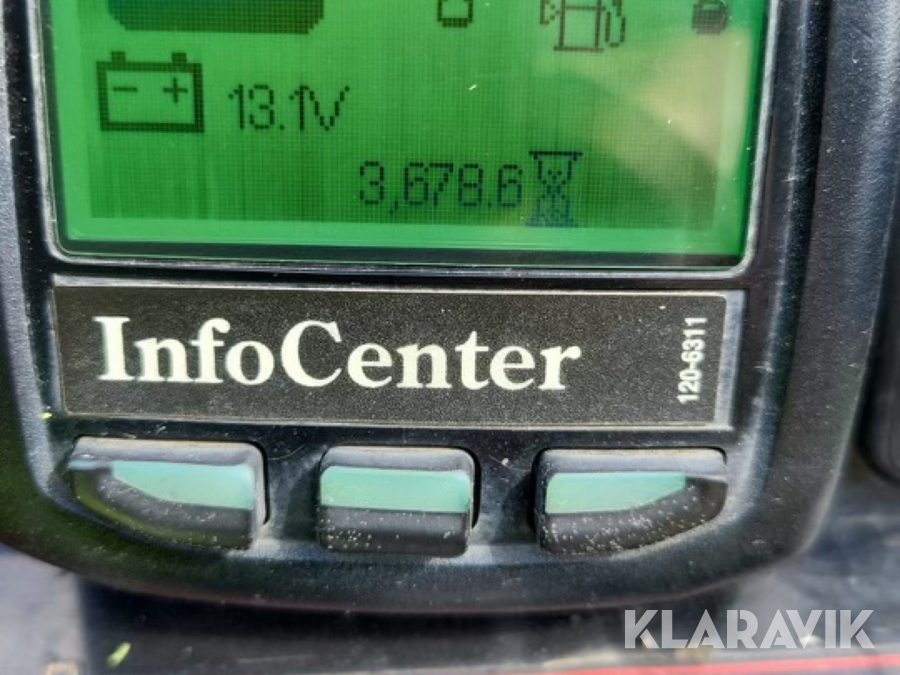 13.1V
3,678.6
InfoCenter
120-6311
KLARAVIK